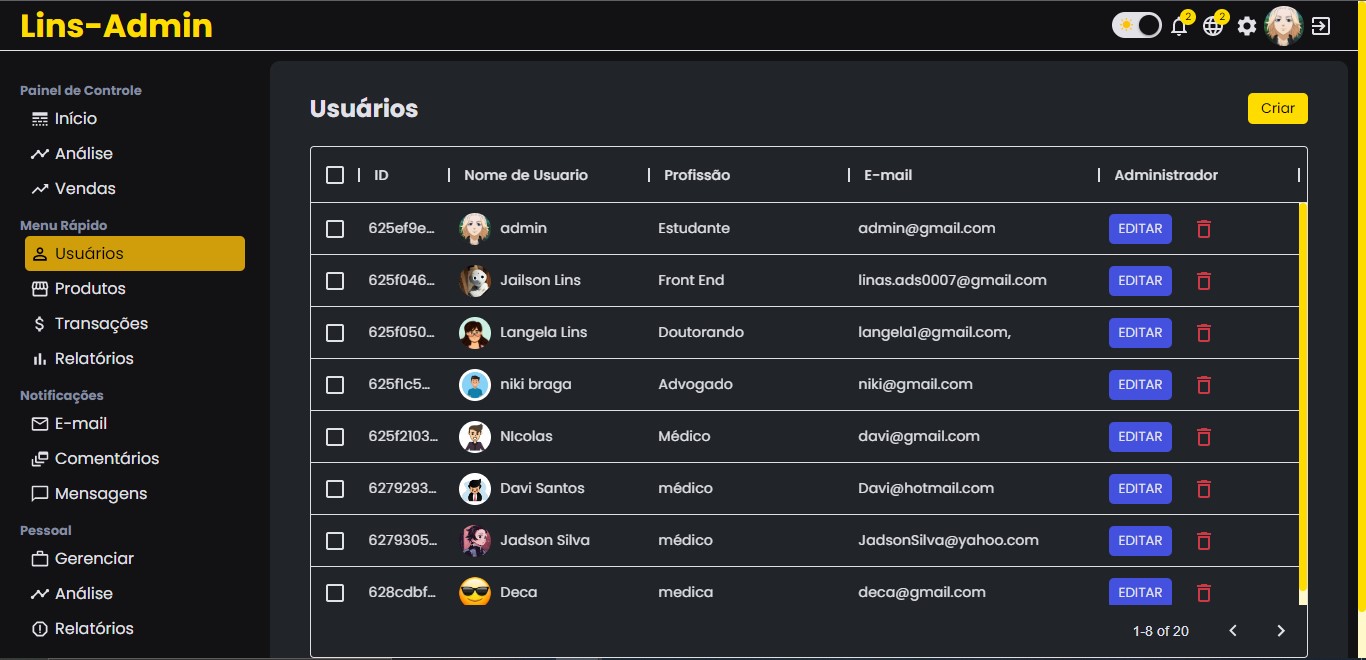 Lins-Admin
2
2
Painel de Controle
Início
Análise
Vendas
Menu Rápido
Usuários
Produtos
Transações
Relatórios
Notificações
E-mail
Comentários
Mensagens
Pessoal
Gerenciar
Análise
Relatórios
Usuários
Criar
ID Nome de Usuario Profissão E-mail Administrador
625ef9e... admin Estudante admin@gmail.com EDITAR
625f046... Jailson Lins Front End linas.ads0007@gmail.com EDITAR
625f050... Langela Lins Doutorando langela1@gmail.com, EDITAR
625f1c5... niki braga Advogado niki@gmail.com EDITAR
625f2103... NIcolas Médico davi@gmail.com EDITAR
6279293... Davi Santos médico Davi@hotmail.com EDITAR
6279305... Jadson Silva médico JadsonSilva@yahoo.com EDITAR
628cdbf... Deca medica deca@gmail.com EDITAR
1-8 of 20